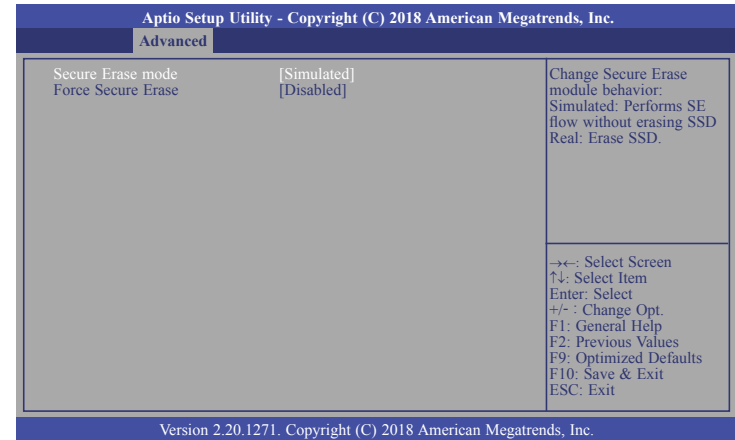 Aptio Setup Utility - Copyright (C) 2018 American Megatrends, Inc.
Advanced
Secure Erase mode [Simulated]
Force Secure Erase [Disabled]
Change Secure Erase
module behavior:
Simulated: Performs SE
flow without erasing SSD
Real: Erase SSD.
→←: Select Screen
↑↓: Select Item
Enter: Select
+/- : Change Opt.
F1: General Help
F2: Previous Values
F9: Optimized Defaults
F10: Save & Exit
ESC: Exit
Version 2.20.1271. Copyright (C) 2018 American Megatrends, Inc.